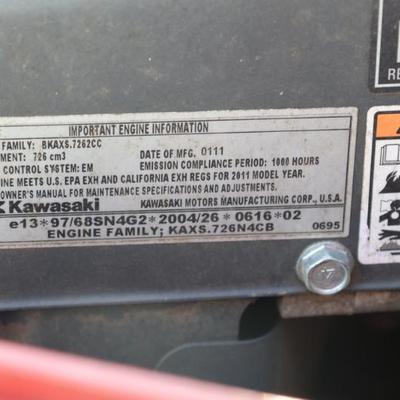 IMPORTANT ENGINE INFORMATION
FAMILY: BKAXS.7262CC
MENT: 726 cm3
DATE OF MFG. 0111
CONTROL SYSTEM: EM
EMISSION COMPLIANCE PERIOD: 1000 HOURS
INE MEETS U.S. EPA EXH AND CALIFORNIA EXH REGS FOR 2011 MODEL YEAR.
OWNER'S MANUAL FOR MAINTENANCE SPECIFICATIONS AND ADJUSTMENTS.
Kawasaki
KAWASAKI MOTORS MANUFACTURING CORP., U.S.A.
e13*97/68SN4G2*2004/26*0616*02
ENGINE FAMILY; KAXS.726N4CB
0695
RE